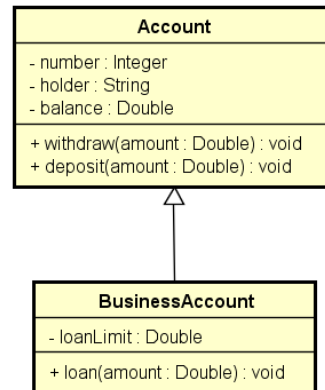 Account
- number : Integer
- holder : String
- balance : Double
+ withdraw(amount : Double) : void
+ deposit(amount : Double) : void
BusinessAccount
- loanLimit : Double
+ loan(amount : Double) : void